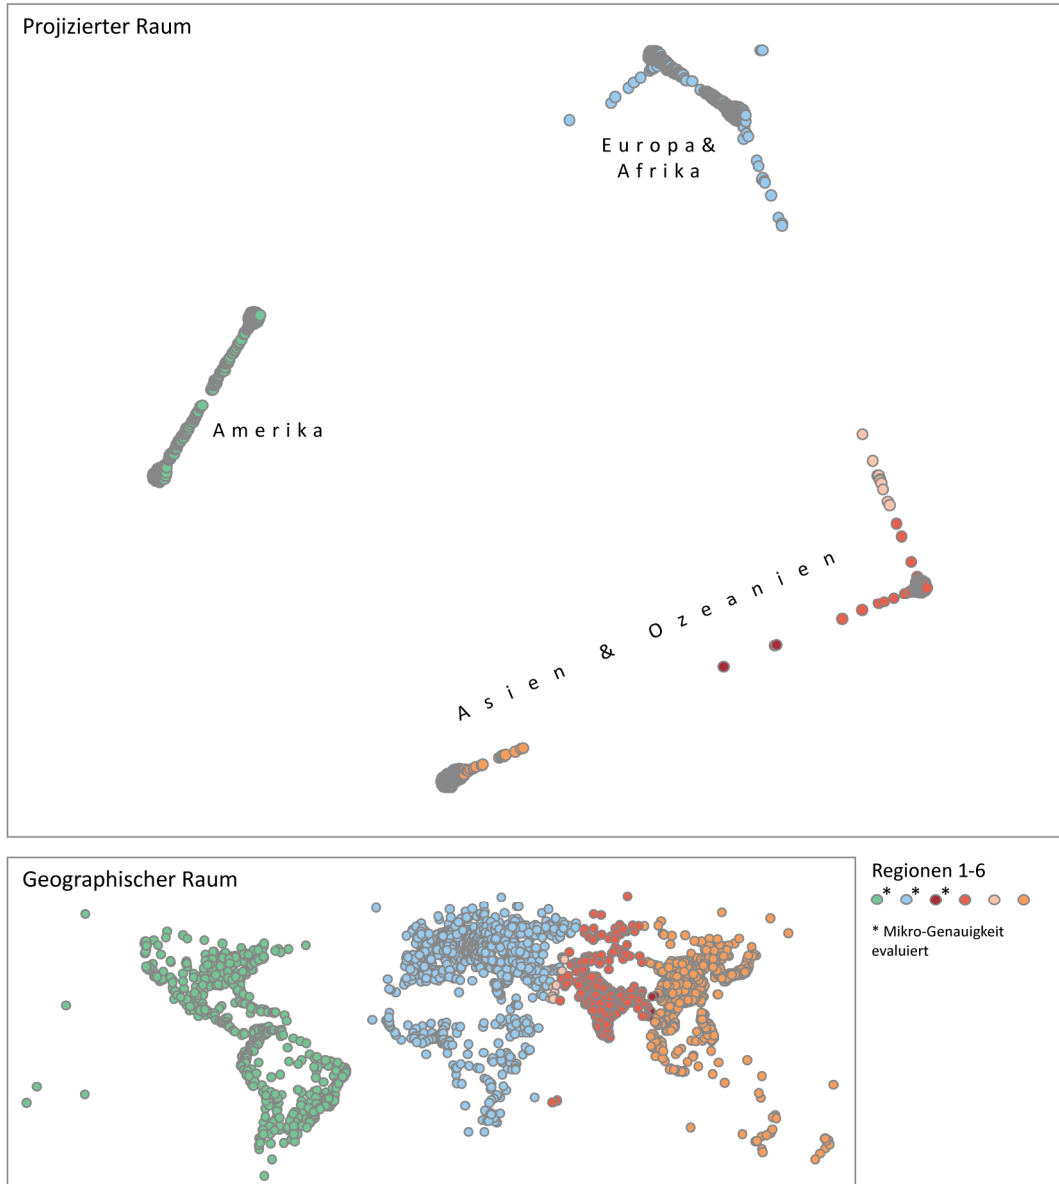 Projizierter Raum
Europa&
Afrika
Amerika
Asien & Ozeanien
Geographischer Raum
Regionen 1-6
* * *
* Mikro-Genauigkeit
evaluiert